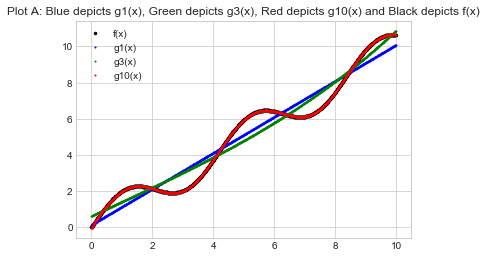 Plot A: Blue depicts g1(x), Green depicts g3(x), Red depicts g10(x) and Black depicts f(x)
f(x)
g1(x)
g3(x)
g10(x)
10
8
6
4
2
0
0 2 4 6 8 10